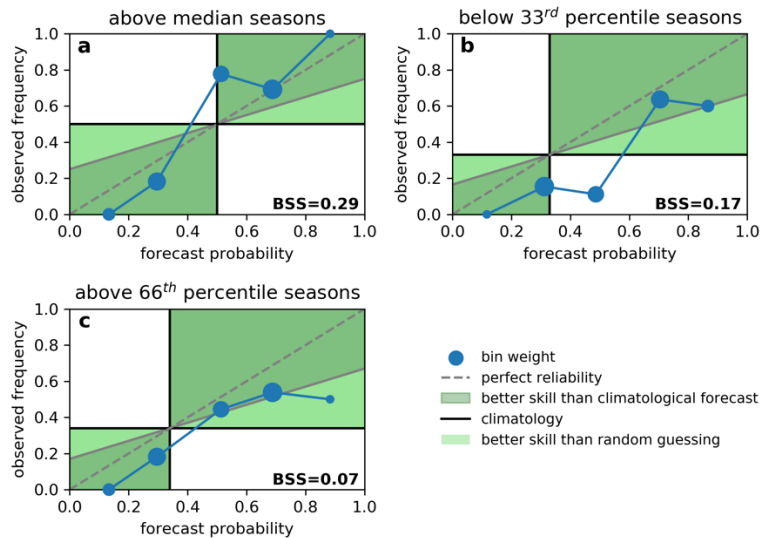 above median seasons
a
1.0
0.8
0.6
0.4
0.2
0.0
observed frequency
BSS=0.29
0.0 0.2 0.4 0.6 0.8 1.0
forecast probability
below 33rd percentile seasons
b
1.0
0.8
0.6
0.4
0.2
0.0
observed frequency
BSS=0.17
0.0 0.2 0.4 0.6 0.8 1.0
forecast probability
above 66th percentile seasons
c
1.0
0.8
0.6
0.4
0.2
0.0
observed frequency
BSS=0.07
0.0 0.2 0.4 0.6 0.8 1.0
forecast probability
bin weight
perfect reliability
better skill than climatological forecast
climatology
better skill than random guessing